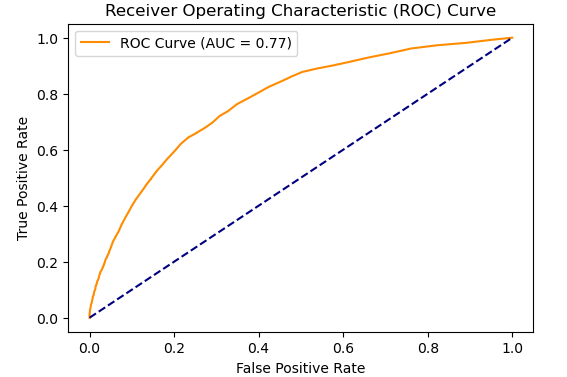 Receiver Operating Characteristic (ROC) Curve
ROC Curve (AUC = 0.77)
True Positive Rate
1.0
0.8
0.6
0.4
0.2
0.0
0.0 0.2 0.4 0.6 0.8 1.0
False Positive Rate